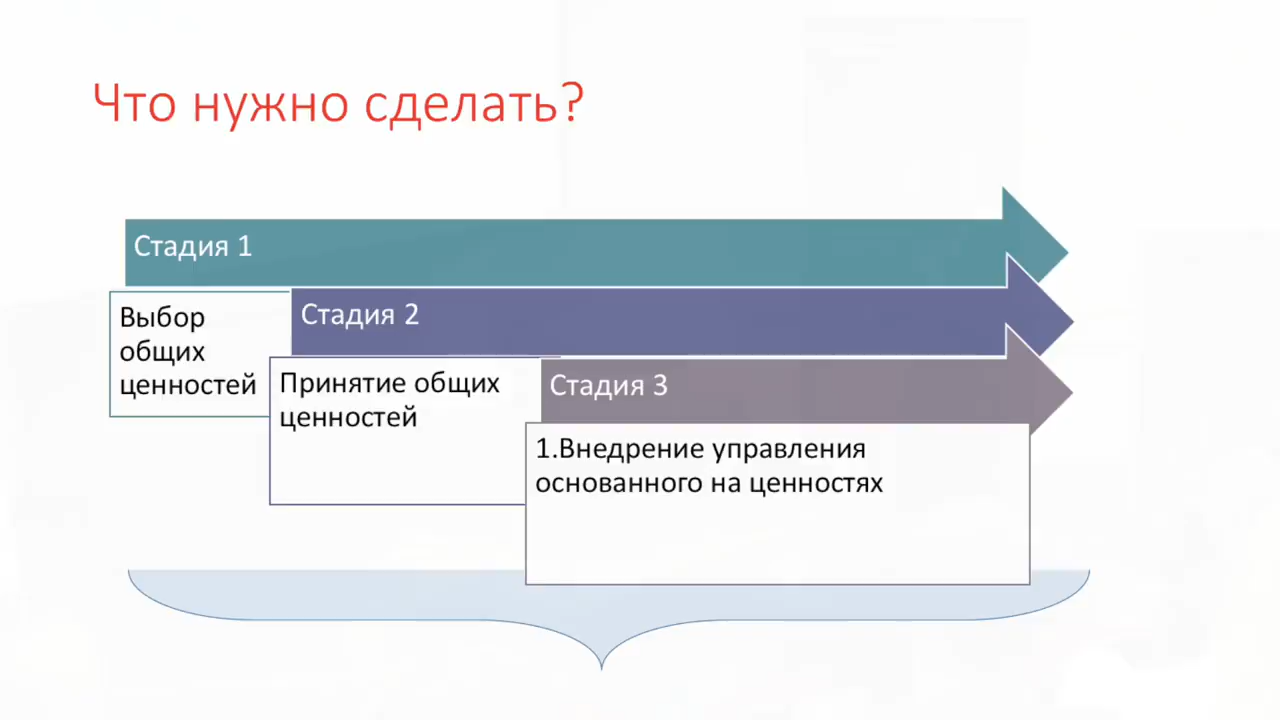 Что нужно сделать?
Стадия 1
Выбор
общих
ценностей
Стадия 2
Принятие общих
ценностей
Стадия 3
1.Внедрение управления
основанного на ценностях